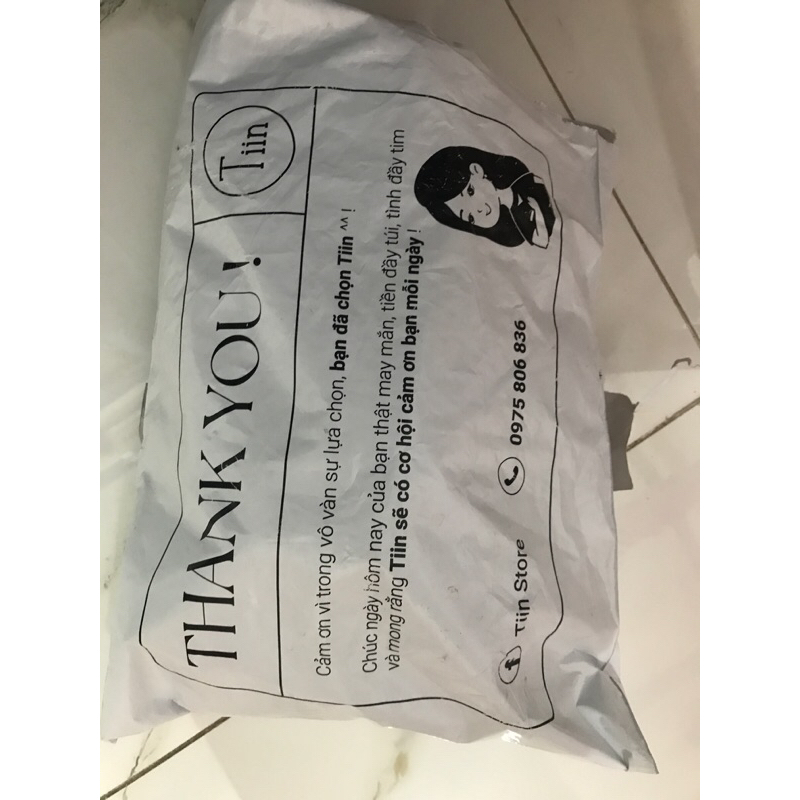 THANK YOU!
Tiin
Cảm ơn vì trong vô vàn sự lựa chọn, bạn đã chọn Tiin ^^ !
Chúc ngày hôm nay của bạn thật may mắn, tiền đầy túi, tình đầy tim
và mong rằng Tiin sẽ có cơ hội cảm ơn bạn mỗi ngày !
f Tiin Store 0975 806 836